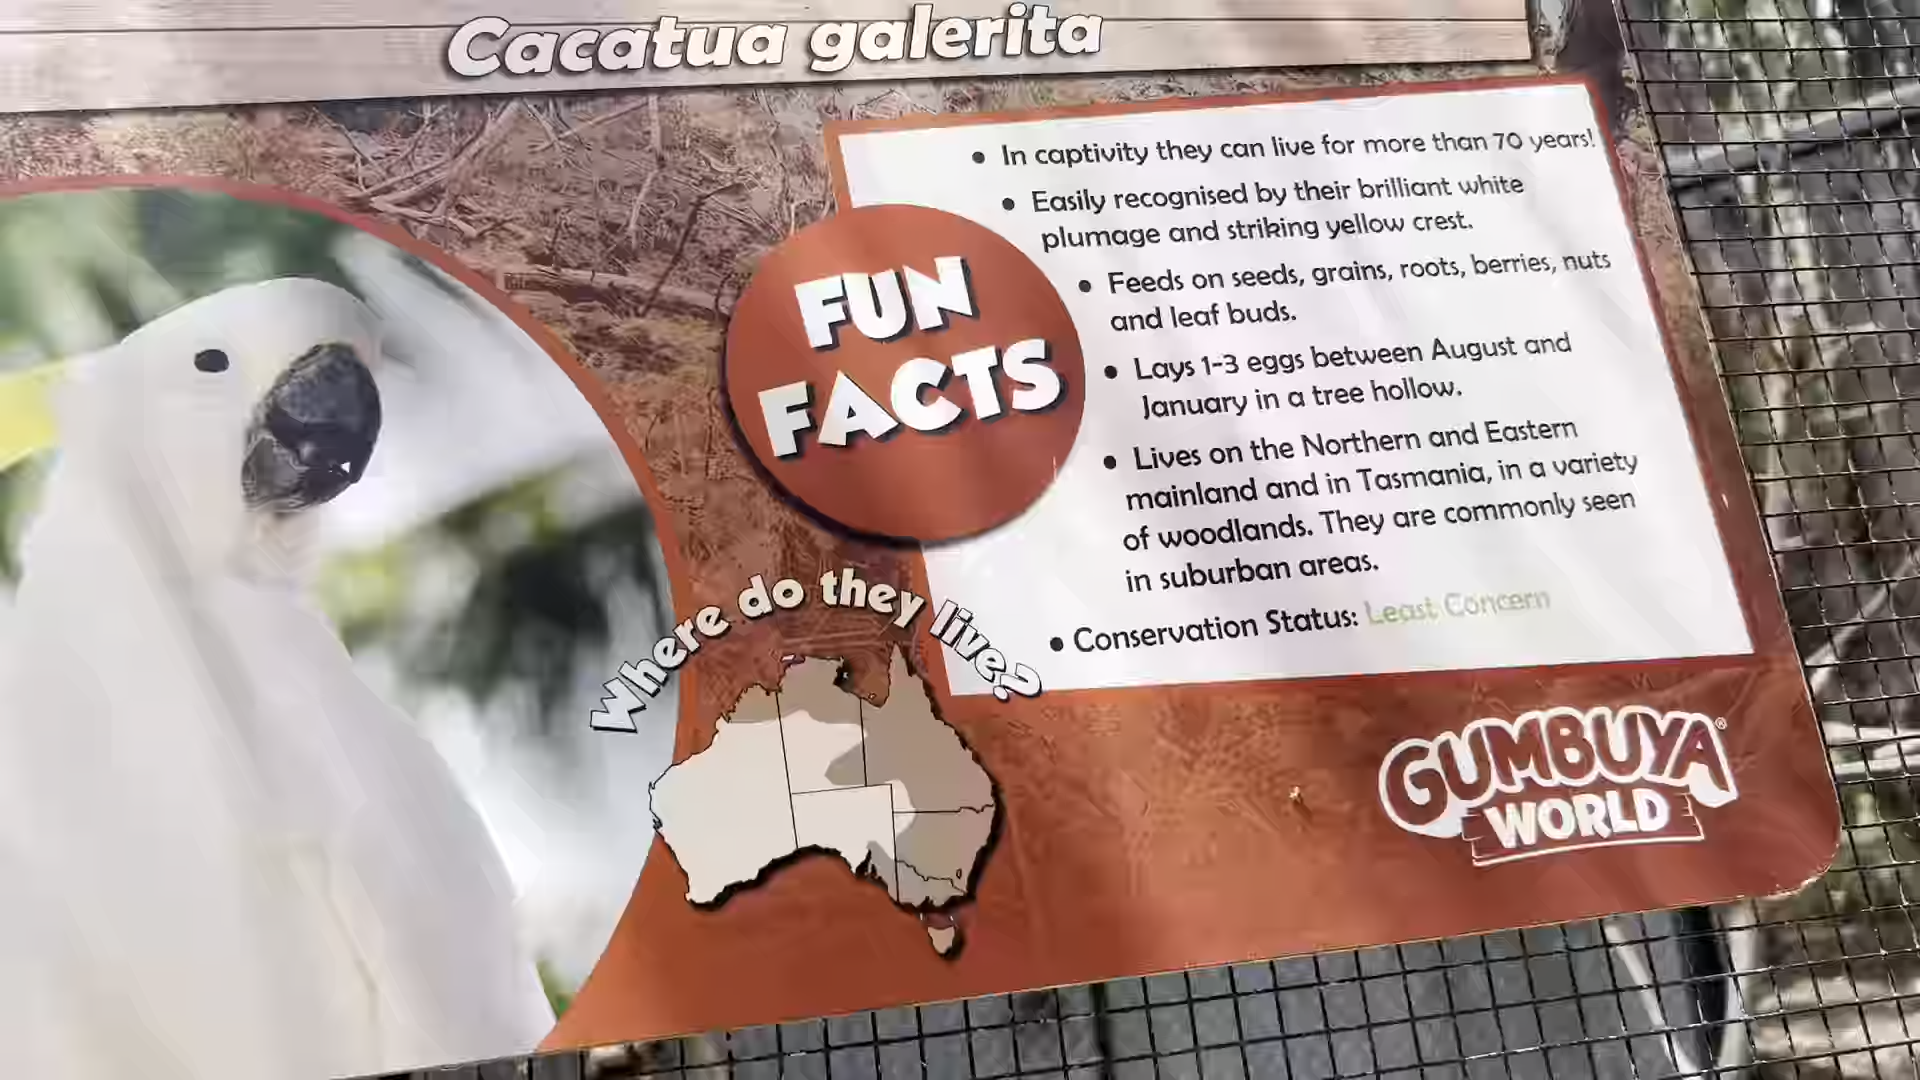 Cacatua galerita
• In captivity they can live for more than 70 years!
• Easily recognised by their brilliant white
plumage and striking yellow crest.
FUN
FACTS
• Feeds on seeds, grains, roots, berries, nuts
and leaf buds.
• Lays 1-3 eggs between August and
January in a tree hollow.
• Lives on the Northern and Eastern
mainland and in Tasmania, in a variety
of woodlands. They are commonly seen
in suburban areas.
• Conservation Status: Least Concern
Where do they live?
GUMBUYA®
WORLD